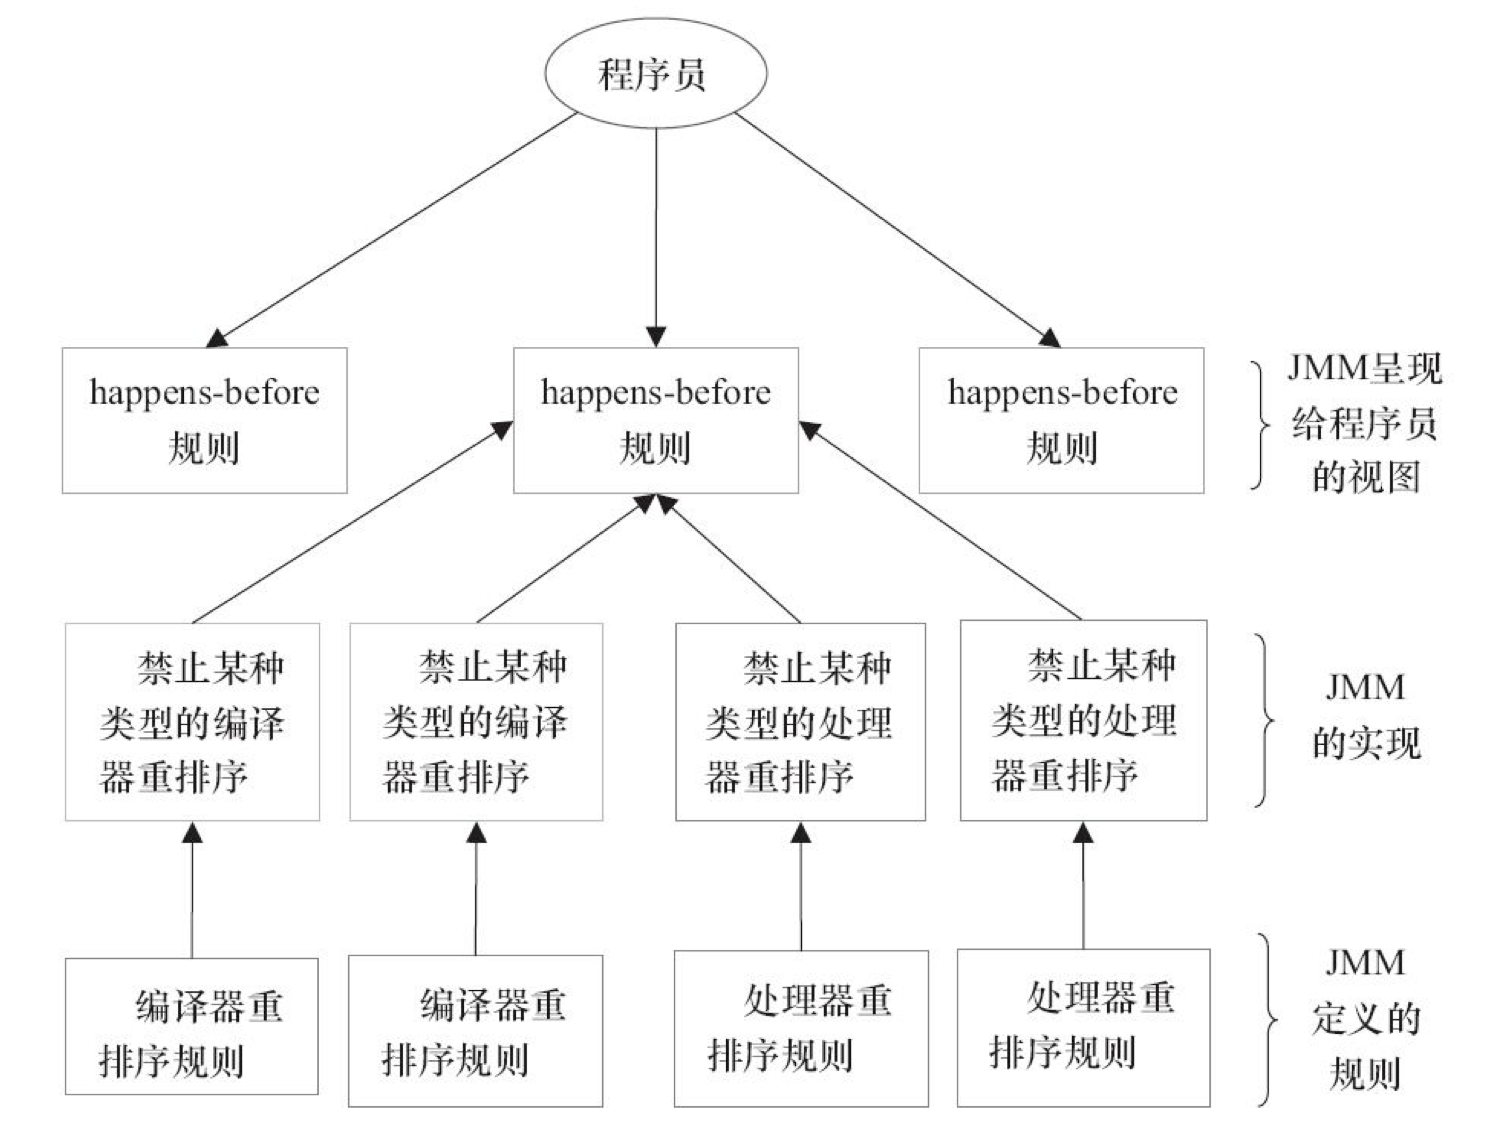 程序员
happens-before
规则
happens-before
规则
happens-before
规则
JMM呈现
给程序员
的视图
禁止某种
类型的编译
器重排序
禁止某种
类型的编译
器重排序
禁止某种
类型的处理
器重排序
禁止某种
类型的处理
器重排序
JMM
的实现
编译器重
排序规则
编译器重
排序规则
处理器重
排序规则
处理器重
排序规则
JMM
定义的
规则